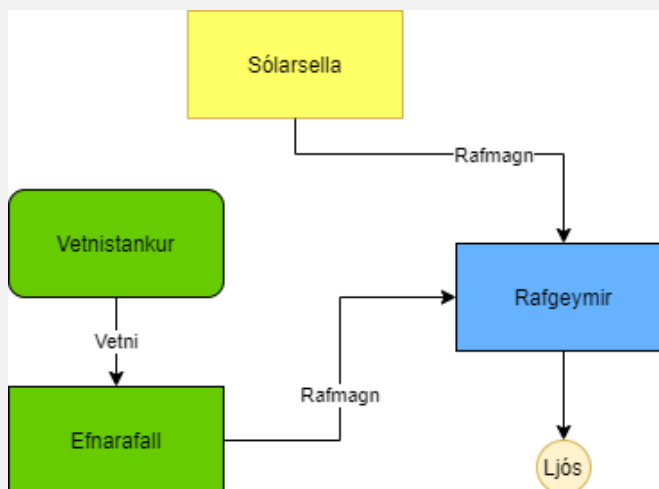 Sólarsella
Rafmagn
Vetnistankur
Rafgeymir
Vetni
Rafmagn
Efnarafall
Ljós